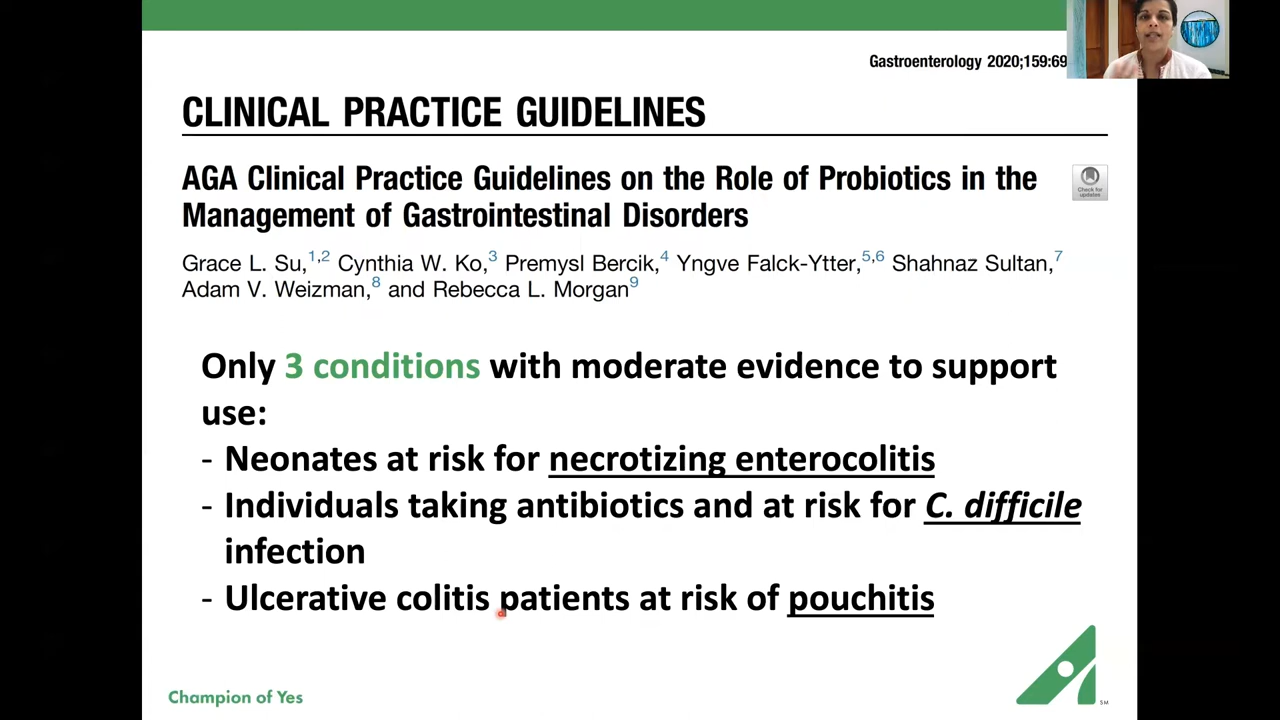 Gastroenterology 2020;159:69
CLINICAL PRACTICE GUIDELINES
AGA Clinical Practice Guidelines on the Role of Probiotics in the
Check for
updates
Management of Gastrointestinal Disorders
Grace L. Su,1,2 Cynthia W. Ko,3 Premysl Bercik,4 Yngve Falck-Ytter,5,6 Shahnaz Sultan,7
Adam V. Weizman,8 and Rebecca L. Morgan9
Only 3 conditions with moderate evidence to support
use:
- Neonates at risk for necrotizing enterocolitis
- Individuals taking antibiotics and at risk for C. difficile
infection
- Ulcerative colitis patients at risk of pouchitis
Champion of Yes
SM